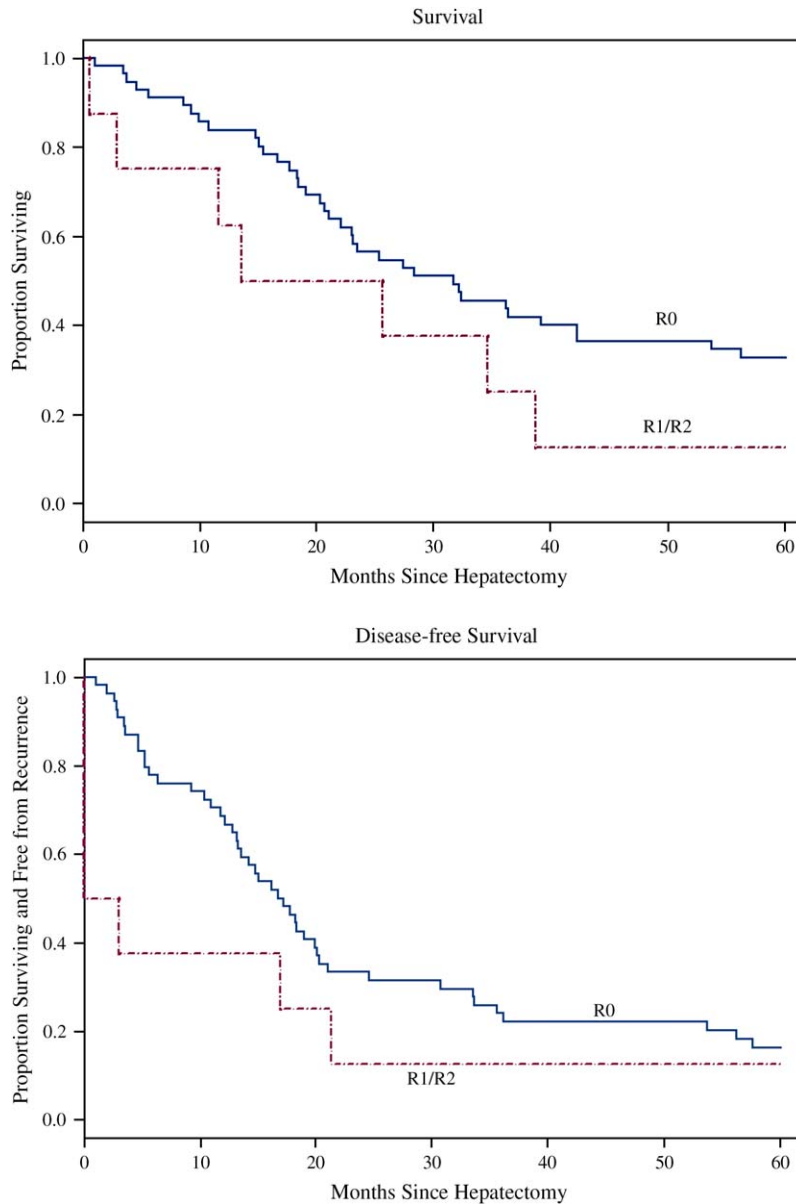 Survival
Proportion Surviving
1.0
0.8
0.6
0.4
0.2
0.0
R0
R1/R2
0 10 20 30 40 50 60
Months Since Hepatectomy
Disease-free Survival
Proportion Surviving and Free from Recurrence
1.0
0.8
0.6
0.4
0.2
0.0
R0
R1/R2
0 10 20 30 40 50 60
Months Since Hepatectomy